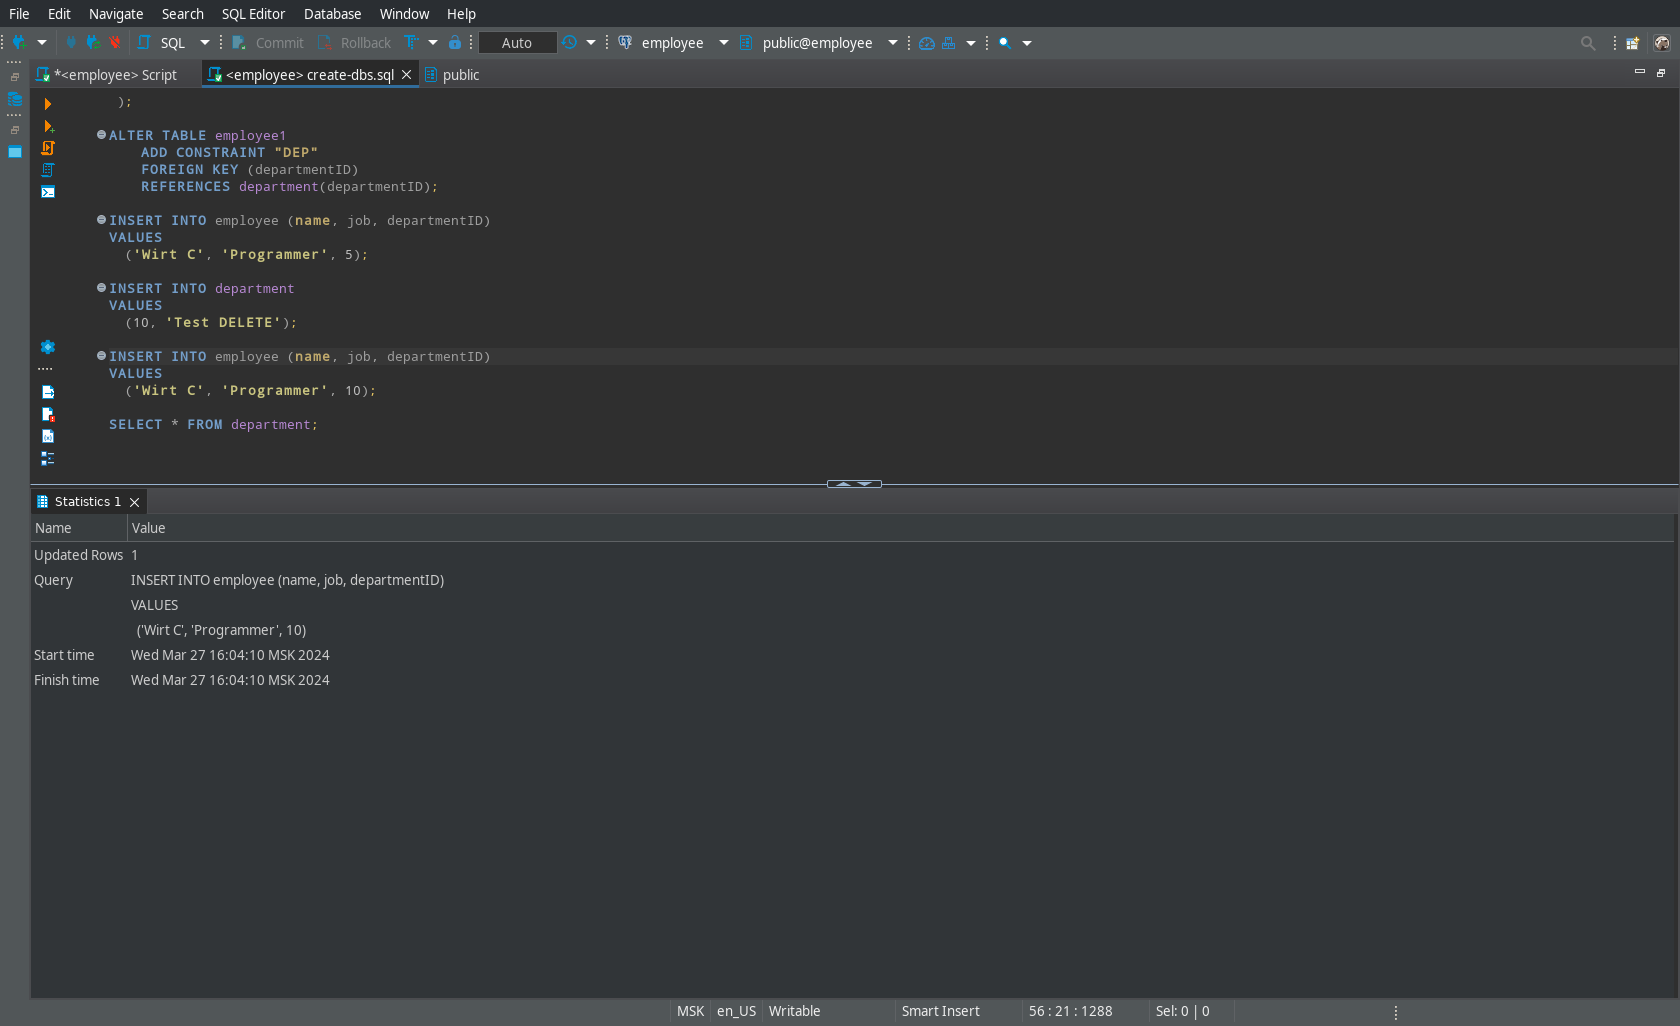 File Edit Navigate Search SQL Editor Database Window Help
SQL Commit Rollback Auto employee public@employee
*<employee> Script <employee> create-dbs.sql public
);
ALTER TABLE employee1
ADD CONSTRAINT "DEP"
FOREIGN KEY (departmentID)
REFERENCES department(departmentID);
INSERT INTO employee (name, job, departmentID)
VALUES
('Wirt C', 'Programmer', 5);
INSERT INTO department
VALUES
(10, 'Test DELETE');
INSERT INTO employee (name, job, departmentID)
VALUES
('Wirt C', 'Programmer', 10);
SELECT * FROM department;
Statistics 1
Name Value
Updated Rows 1
Query INSERT INTO employee (name, job, departmentID)
VALUES
('Wirt C', 'Programmer', 10)
Start time Wed Mar 27 16:04:10 MSK 2024
Finish time Wed Mar 27 16:04:10 MSK 2024
MSK en_US Writable Smart Insert 56 : 21 : 1288 Sel: 0 | 0